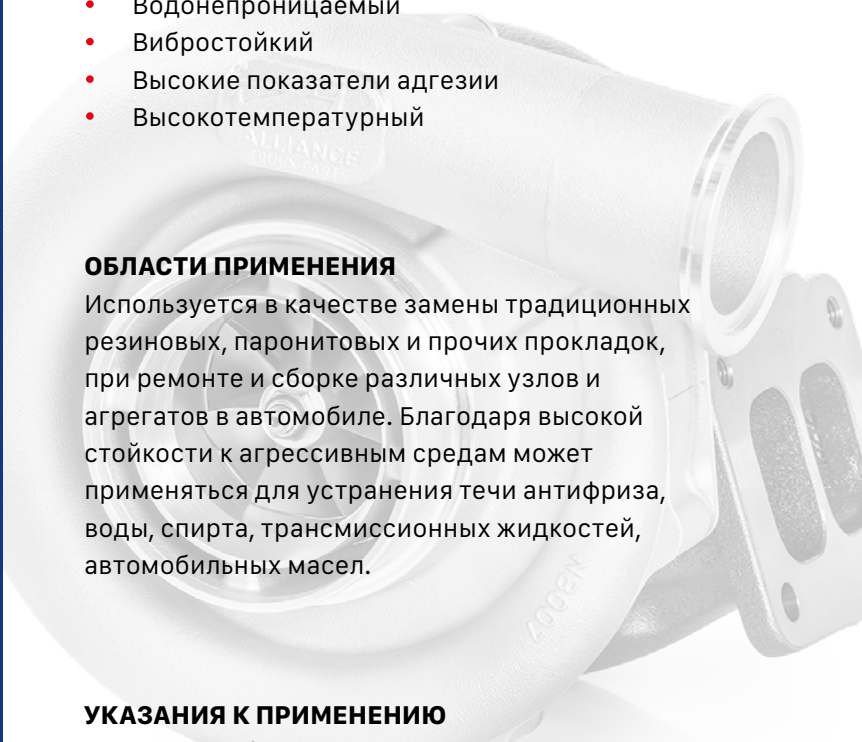 Водонепроницаемый
Вибростойкий
Высокие показатели адгезии
Высокотемпературный
ALLIANCE
ОБЛАСТИ ПРИМЕНЕНИЯ
Используется в качестве замены традиционных
резиновых, паронитовых и прочих прокладок,
при ремонте и сборке различных узлов и
агрегатов в автомобиле. Благодаря высокой
стойкости к агрессивным средам может
применяться для устранения течи антифриза,
воды, спирта, трансмиссионных жидкостей,
автомобильных масел.
УКАЗАНИЯ К ПРИМЕНЕНИЮ